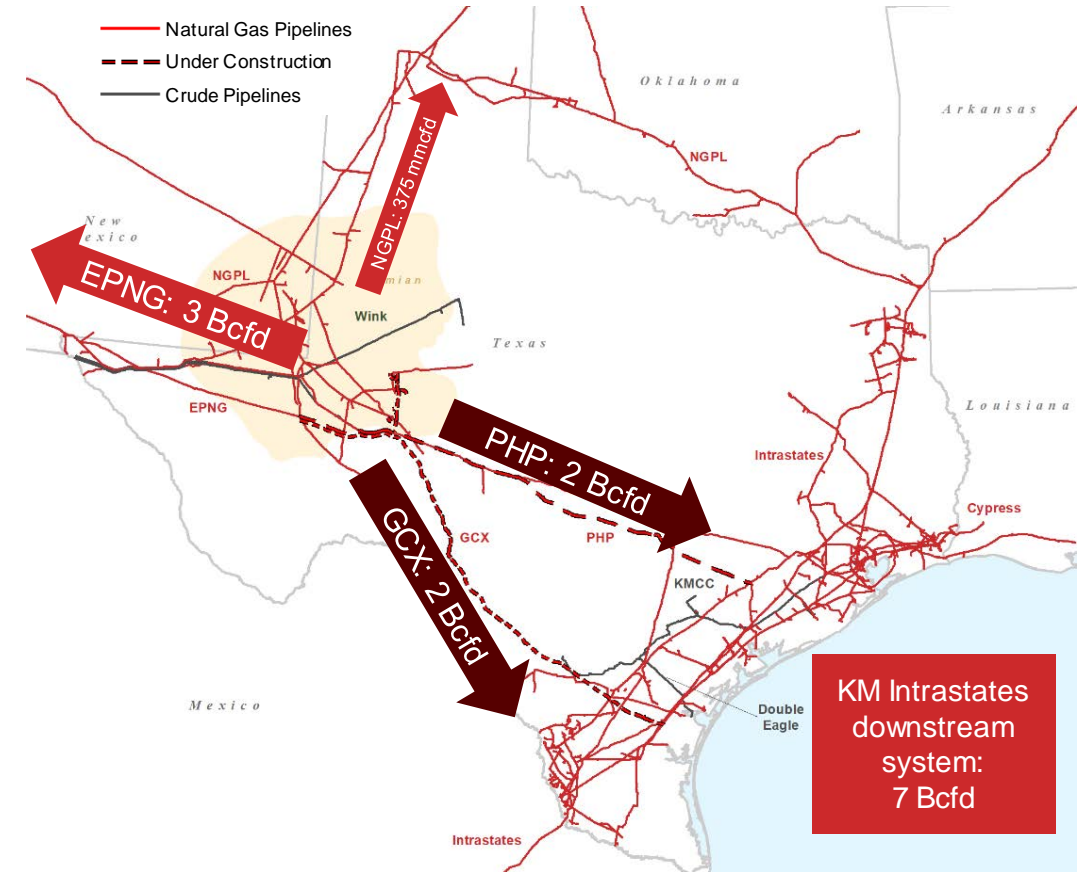 Natural Gas Pipelines
Under Construction
Crude Pipelines
Oklahoma
Arkansas
NGPL
NGPL: 375 mmcfd
New
exico
EPNG: 3 Bcfd
NGPL
mian
Wink
Texas
EPNG
Louisiana
PHP: 2 Bcfd
Intrastates
Cypress
GCX
PHP
GCX: 2 Bcfd
KMCC
Mexico
Double
Eagle
KM Intrastates
downstream
system:
7 Bcfd
Intrastates